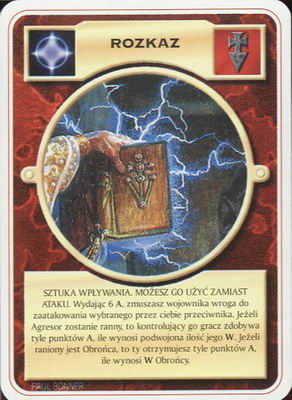 ROZKAZ
SZTUKA WPŁYWANIA. MOŻESZ GO UŻYĆ ZAMIAST
ATAKU. Wydając 6 A, zmuszasz wojownika wroga do
zaatakowania wybranego przez ciebie przeciwnika. Jeżeli
Agresor zostanie ranny, to kontrolujący go gracz zdobywa
tyle punktów A, ile wynosi podwojona ilość jego W. Jeżeli
raniony jest Obrońca, to ty otrzymujesz tyle punktów A,
ile wynosi W Obrońcy.
PAUL BONNER